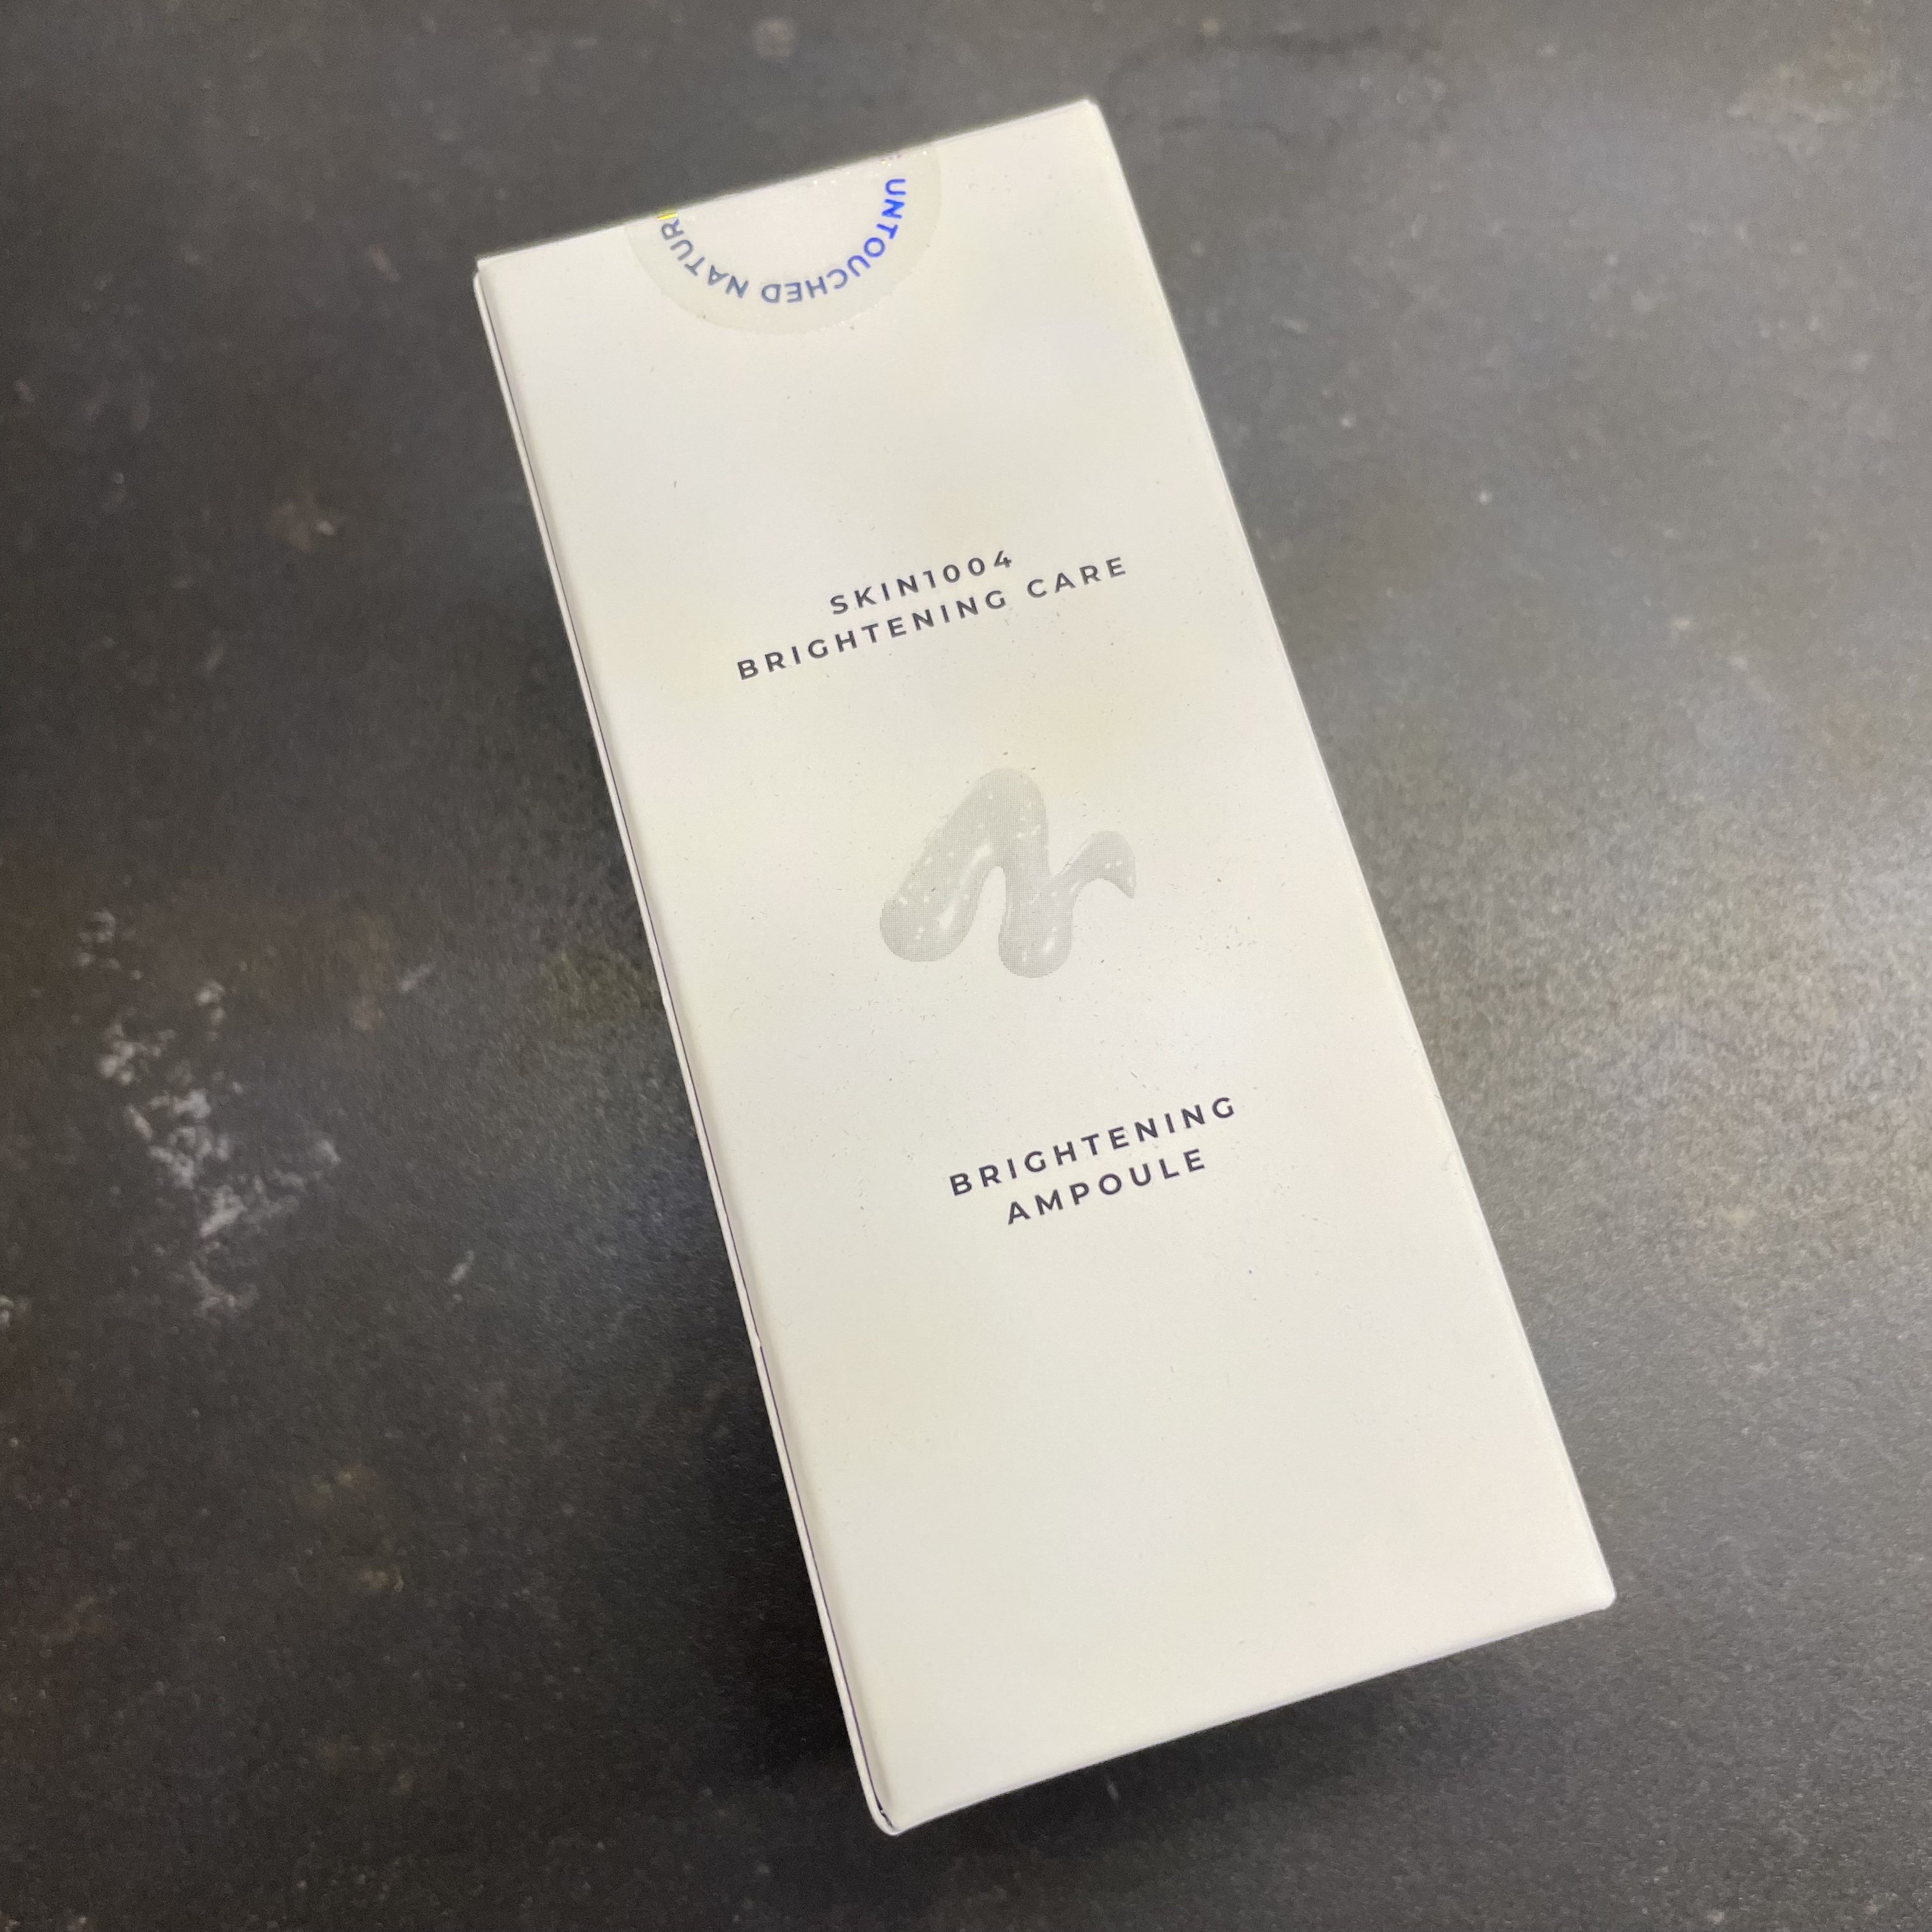 UNTOUCHED NATUR
SKIN1004
BRIGHTENING CARE
BRIGHTENING
AMPOULE